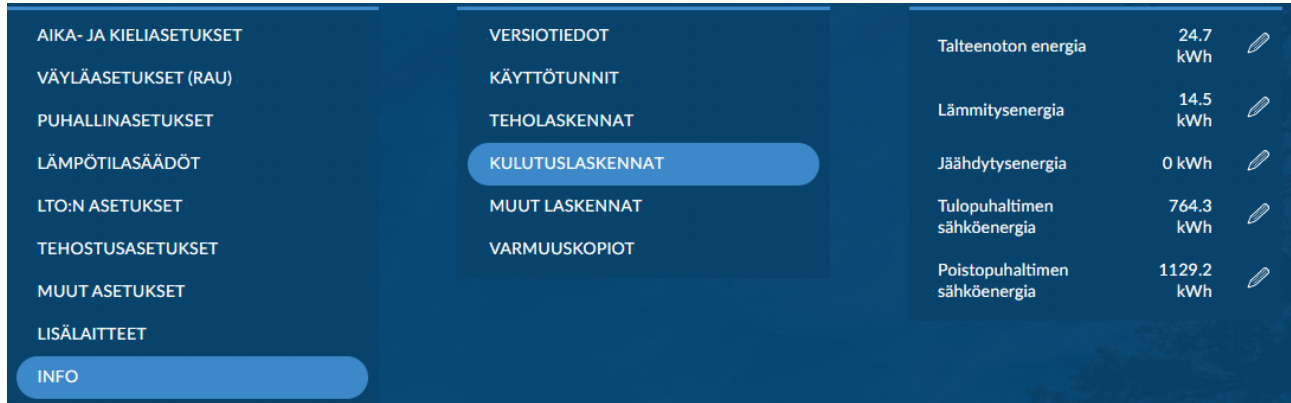 AIKA- JA KIELIASETUKSET
VÄYLÄASETUKSET (RAU)
PUHALLINASETUKSET
LÄMPÖTILASÄÄDÖT
LTO:N ASETUKSET
TEHOSTUSASETUKSET
MUUT ASETUKSET
LISÄLAITTEET
INFO
VERSIOTIEDOT
KÄYTTÖTUNNIT
TEHOLASKENNAT
KULUTUSLASKENNAT
MUUT LASKENNAT
VARMUUSKOPIOT
Talteenoton energia
24.7
kWh
Lämmitysenergia
14.5
kWh
Jäähdytysenergia
0 kWh
Tulopuhaltimen
sähköenergia
764.3
kWh
Poistopuhaltimen
sähköenergia
1129.2
kWh